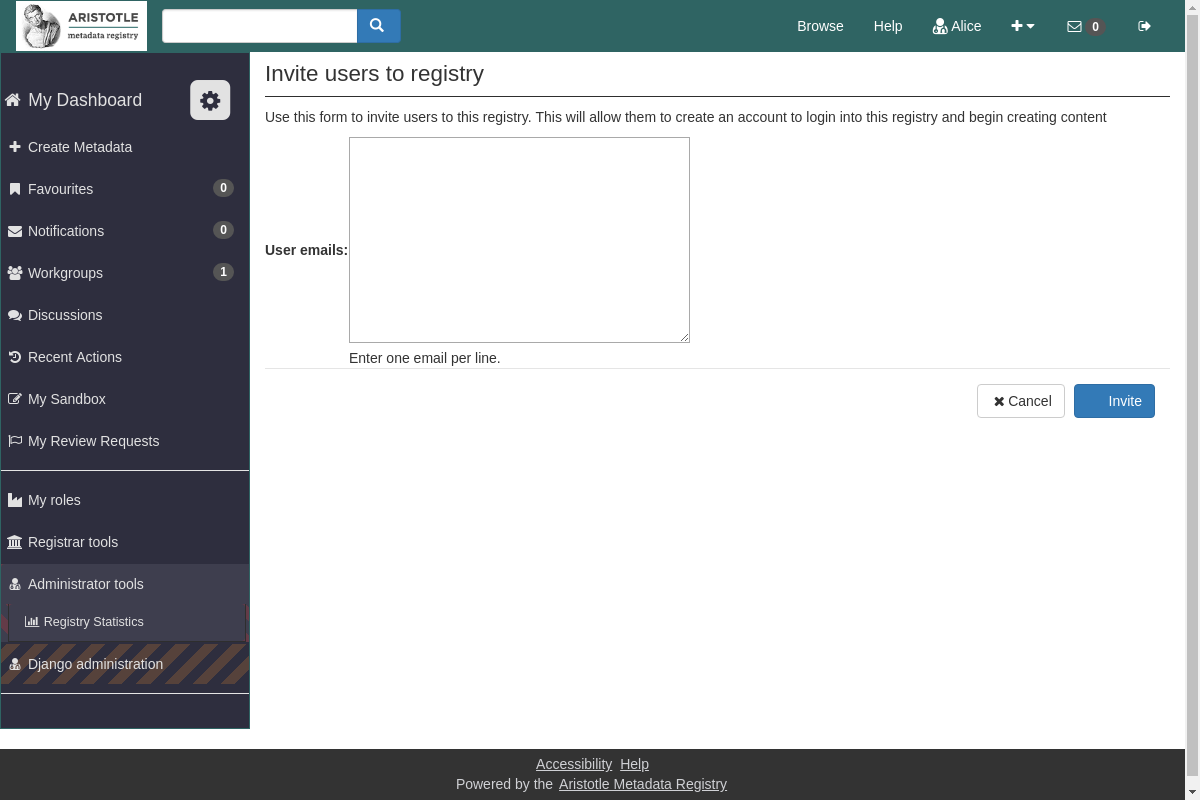 ARISTOTLE
metadata registry
Browse Help Alice 0
My Dashboard
Create Metadata
Favourites 0
Notifications 0
Workgroups 1
Discussions
Recent Actions
My Sandbox
My Review Requests
My roles
Registrar tools
Administrator tools
Registry Statistics
Django administration
Invite users to registry
Use this form to invite users to this registry. This will allow them to create an account to login into this registry and begin creating content
User emails:
Enter one email per line.
Cancel Invite
Accessibility Help
Powered by the Aristotle Metadata Registry